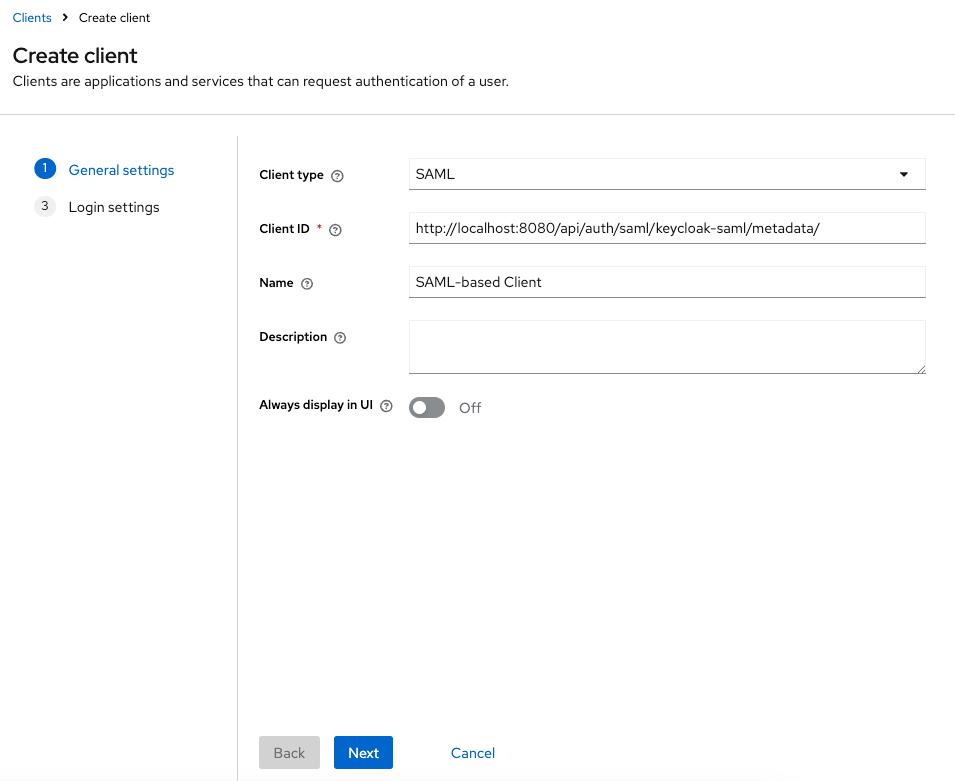 Clients > Create client
Create client
Clients are applications and services that can request authentication of a user.
1 General settings
3 Login settings
Client type ? SAML
Client ID * ? http://localhost:8080/api/auth/saml/keycloak-saml/metadata/
Name ? SAML-based Client
Description ?
Always display in UI ? Off
Back Next Cancel